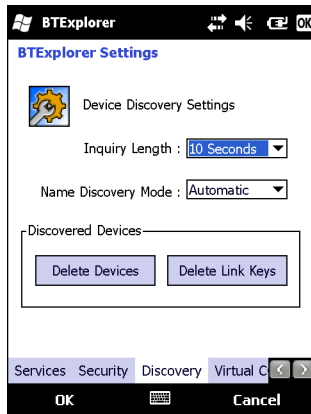 BTExplorer OK
BTExplorer Settings
Device Discovery Settings
Inquiry Length : 10 Seconds
Name Discovery Mode : Automatic
Discovered Devices
Delete Devices Delete Link Keys
Services Security Discovery Virtual C
OK Cancel